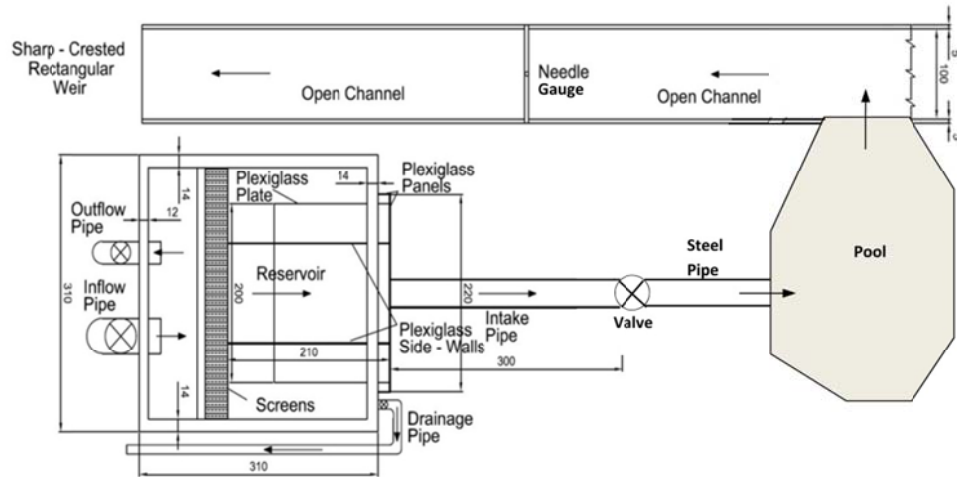 Sharp - Crested
Rectangular
Weir
Open Channel
Needle
Gauge
Open Channel
100
14
Plexiglass
Plate
14
Plexiglass
Panels
Outflow
Pipe
12
Inflow
Pipe
310
Reservoir
200
220
Intake
Pipe
Steel
Pipe
Valve
Pool
Plexiglass
Side - Walls
210
300
14
Screens
Drainage
Pipe
310